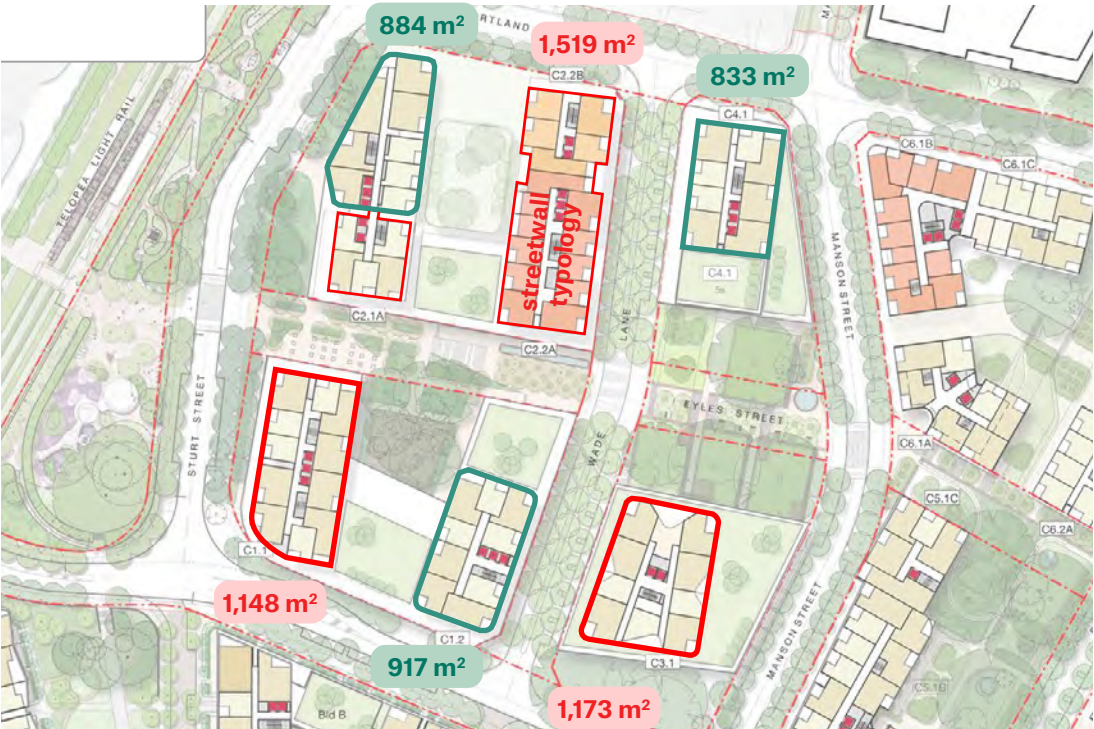 884 m²
RTLAND
1,519 m²
C2.2B
833 m²
C4.1
C6.1B
C6.1C
TELOPEA LIGHT RAIL
streetwall
typology
C4.1
5s
MANSON STREET
C2.1A
LANE
C2.2A
STURT STREET
EYLES STREET
WADE
C6.1A
C5.1C
C6.2A
C1.1
1,148 m²
C1.2
917 m²
C3.1
MANSON STREET
1,173 m²
Bld B